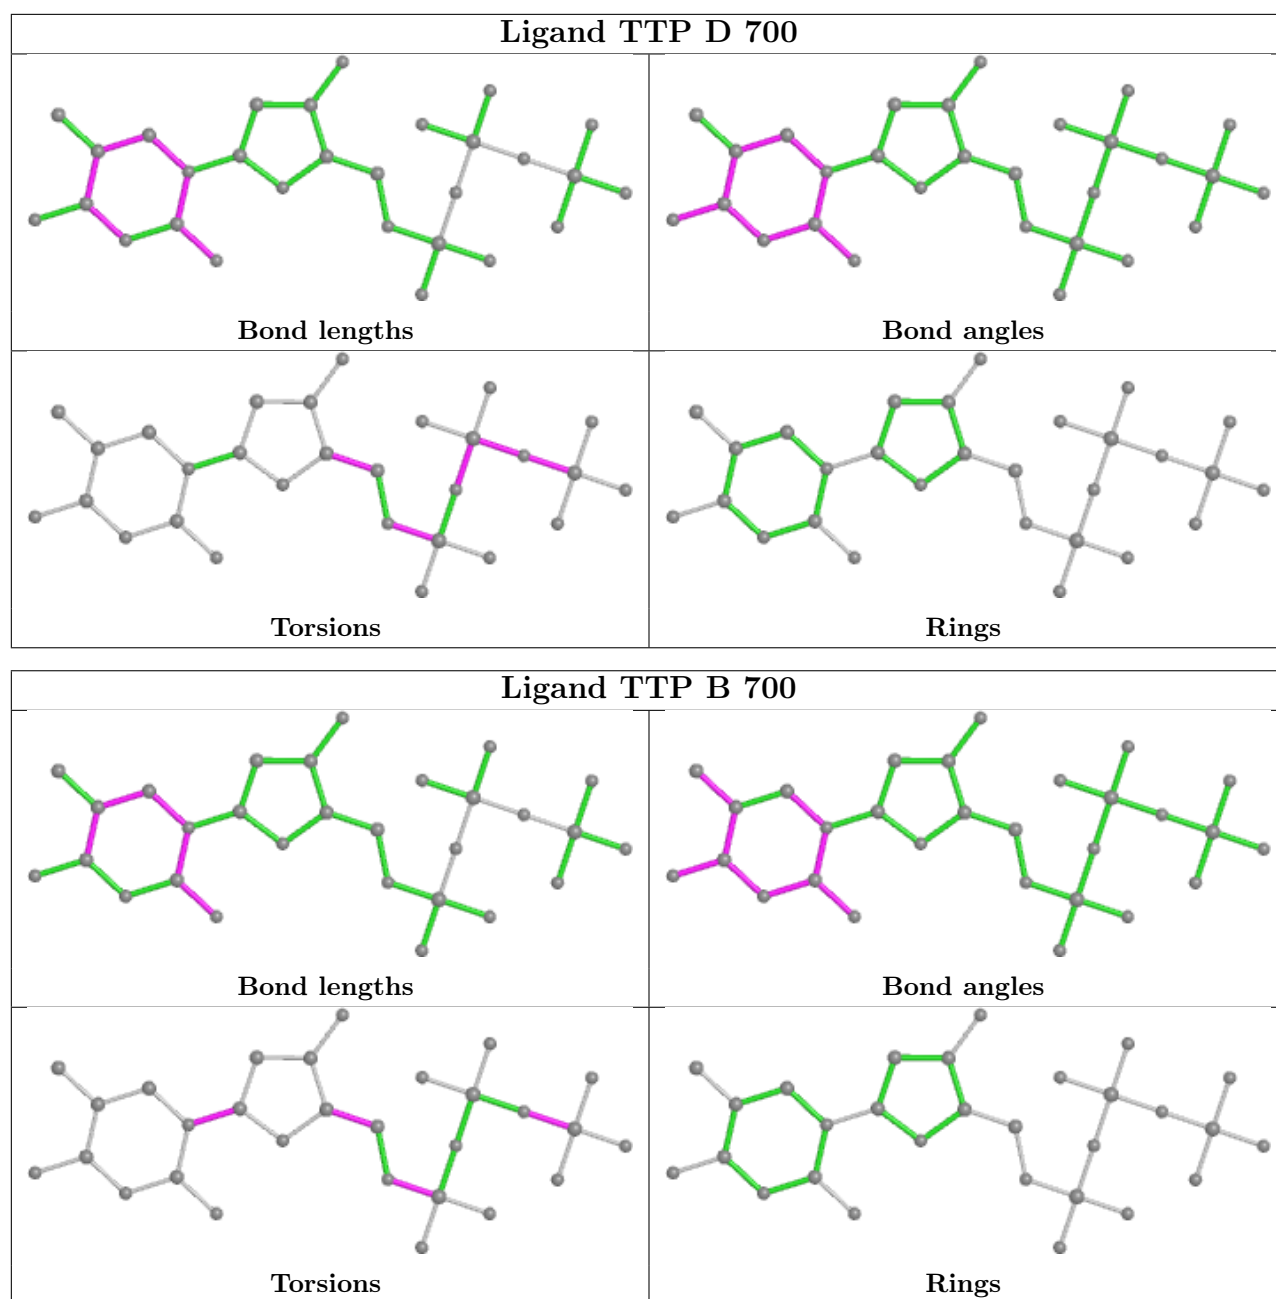 Ligand TTP D 700
Bond lengths
Bond angles
Torsions
Rings
Ligand TTP B 700
Bond lengths
Bond angles
Torsions
Rings